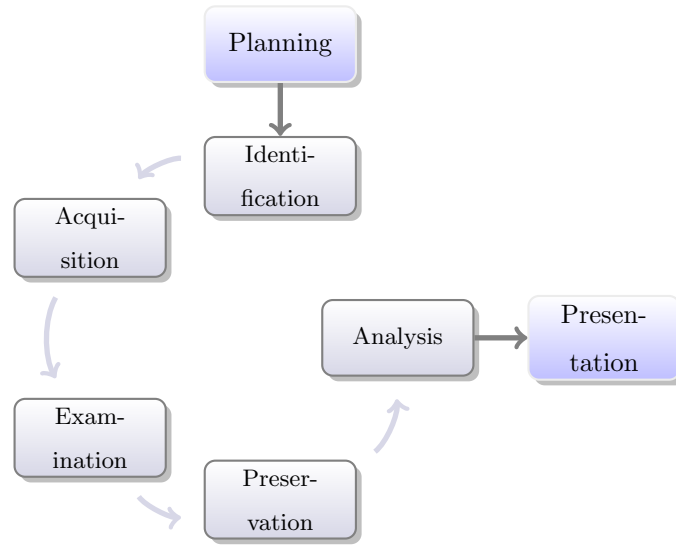 Planning
Identi-
fication
Acqui-
sition
Exam-
ination
Preser-
vation
Analysis
Presen-
tation